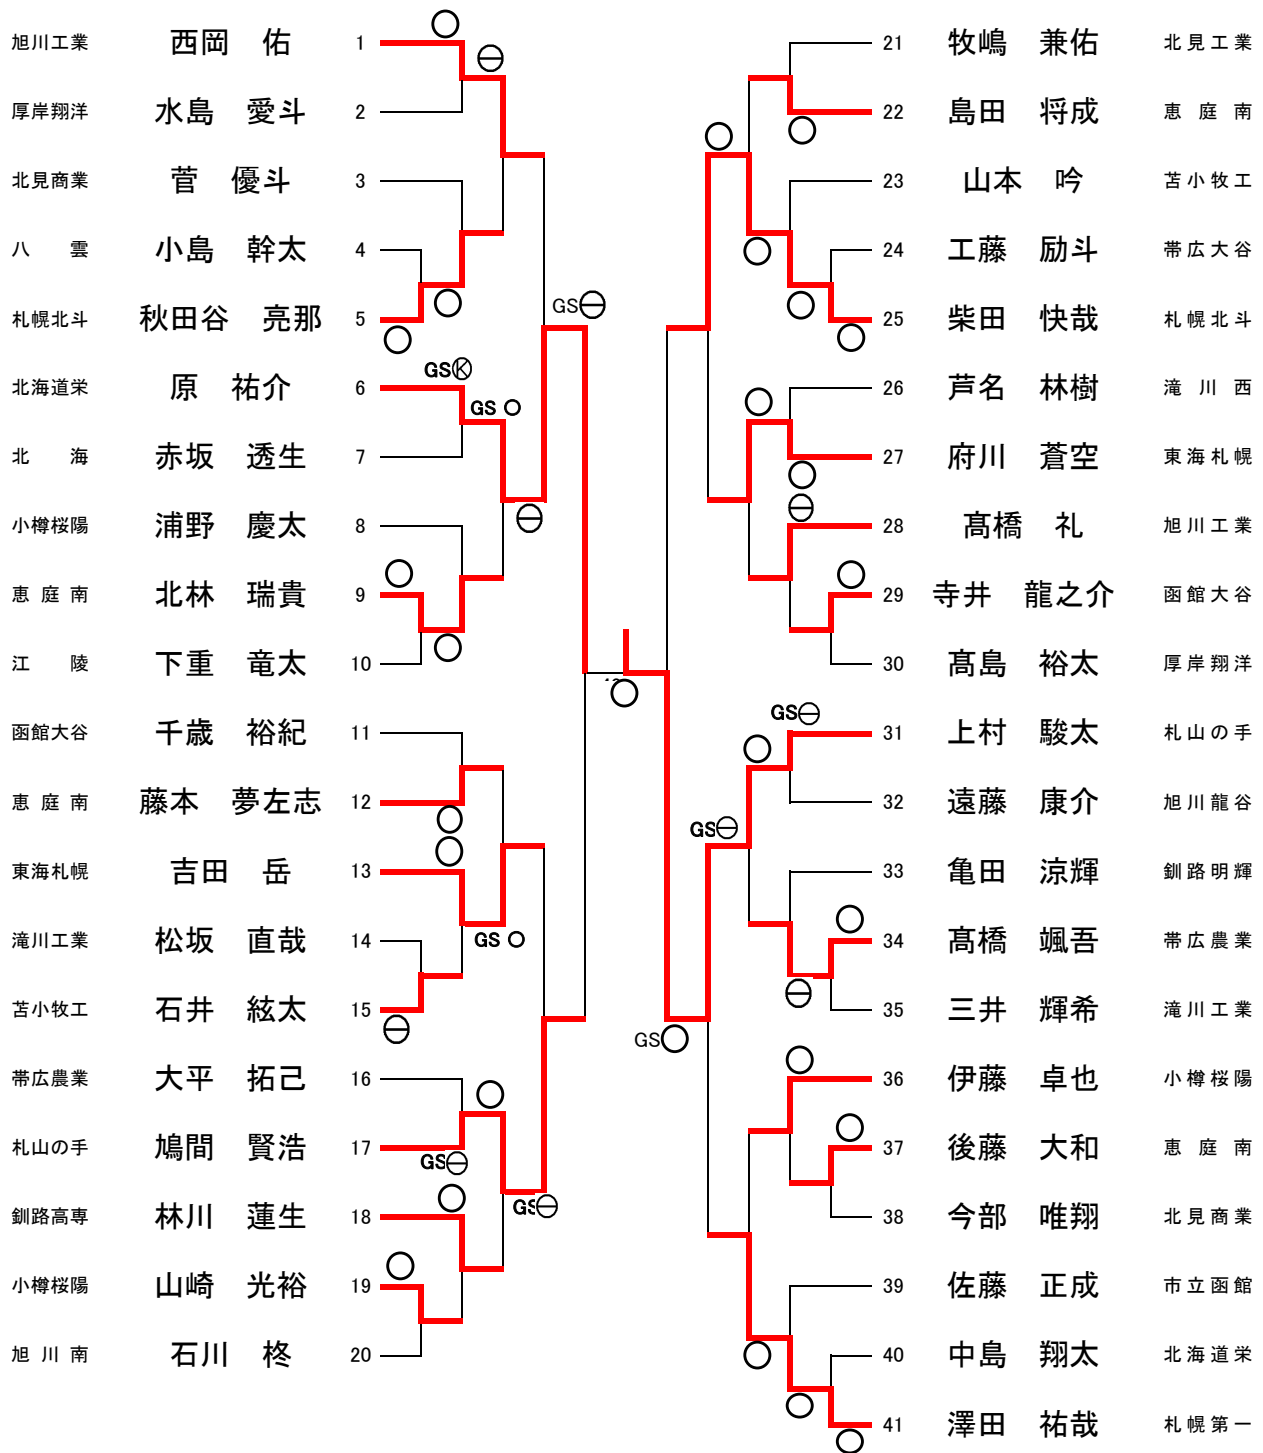 旭川工業 西岡 佑 1
厚岸翔洋 水島 愛斗 2
北見商業 菅 優斗 3
八雲 小島 幹太 4
札幌北斗 秋田谷 亮那 5
GS
北海道栄 原 祐介 6
GSⓀ
GS ○
北海 赤坂 透生 7
小樽桜陽 浦野 慶太 8
恵庭南 北林 瑞貴 9
江陵 下重 竜太 10
函館大谷 千歳 裕紀 11
恵庭南 藤本 夢左志 12
東海札幌 吉田 岳 13
滝川工業 松坂 直哉 14
GS ○
苫小牧工 石井 絃太 15
帯広農業 大平 拓己 16
札山の手 鳩間 賢浩 17
GS
釧路高専 林川 蓮生 18
GS
小樽桜陽 山崎 光裕 19
旭川南 石川 柊 20
21 牧嶋 兼佑 北見工業
22 島田 将成 恵庭南
23 山本 吟 苫小牧工
24 工藤 励斗 帯広大谷
25 柴田 快哉 札幌北斗
26 芦名 林樹 滝川西
27 府川 蒼空 東海札幌
28 髙橋 礼 旭川工業
29 寺井 龍之介 函館大谷
30 髙島 裕太 厚岸翔洋
GS
31 上村 駿太 札山の手
32 遠藤 康介 旭川龍谷
GS
33 亀田 涼輝 釧路明輝
34 髙橋 颯吾 帯広農業
35 三井 輝希 滝川工業
GS
36 伊藤 卓也 小樽桜陽
37 後藤 大和 恵庭南
38 今部 唯翔 北見商業
39 佐藤 正成 市立函館
40 中島 翔太 北海道栄
41 澤田 祐哉 札幌第一